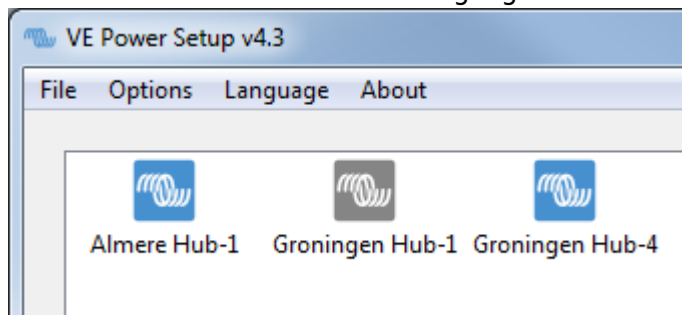 VE Power Setup v4.3
File Options Language About
Almere Hub-1 Groningen Hub-1 Groningen Hub-4